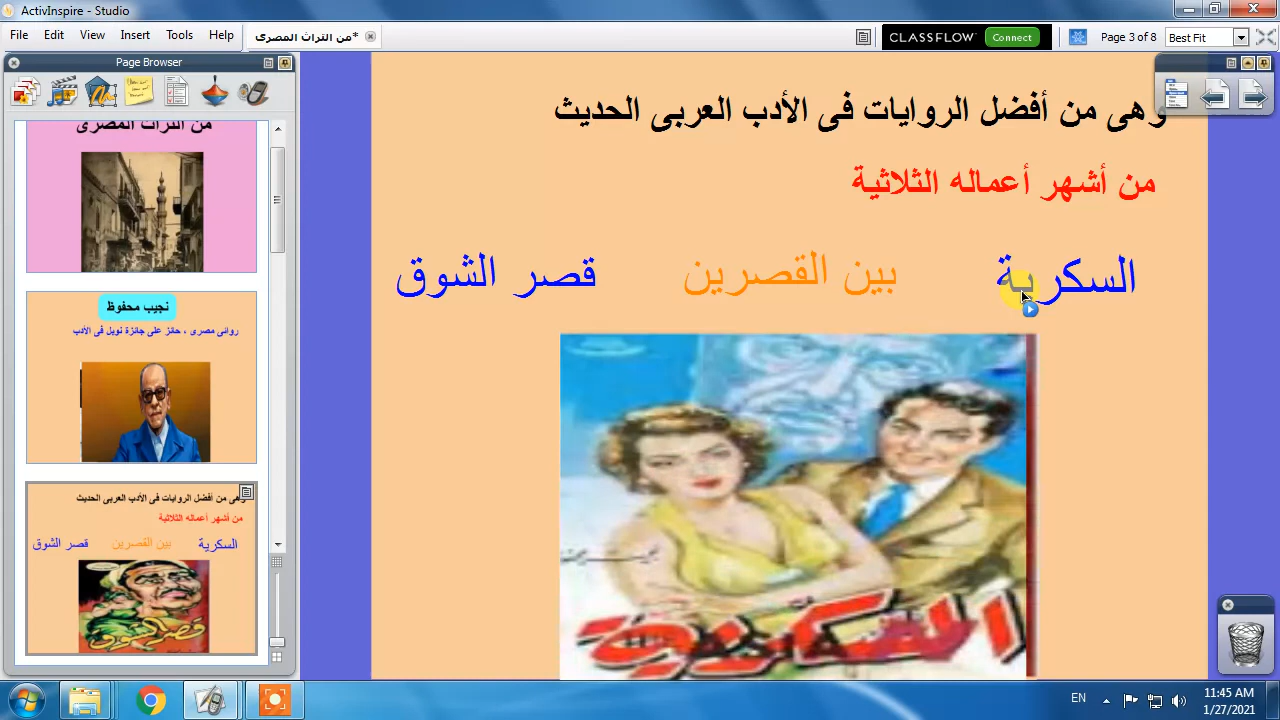 ActivInspire - Studio
File Edit View Insert Tools Help
من التراث المصرى*
CLASSFLOW Connect
Page 3 of 8
Best Fit
Page Browser
من التراث المصرى
نجيب محفوظ
روائى مصرى ، حائز على جائزة نوبل فى الأدب
وهى من أفضل الروايات فى الأدب العربى الحديث
من أشهر أعماله الثلاثية
السكرية بين القصرين قصر الشوق
قصر الشوق
وهى من أفضل الروايات فى الأدب العربى الحديث
من أشهر أعماله الثلاثية
السكرية بين القصرين قصر الشوق
السكرية
EN
11:45 AM
1/27/2021